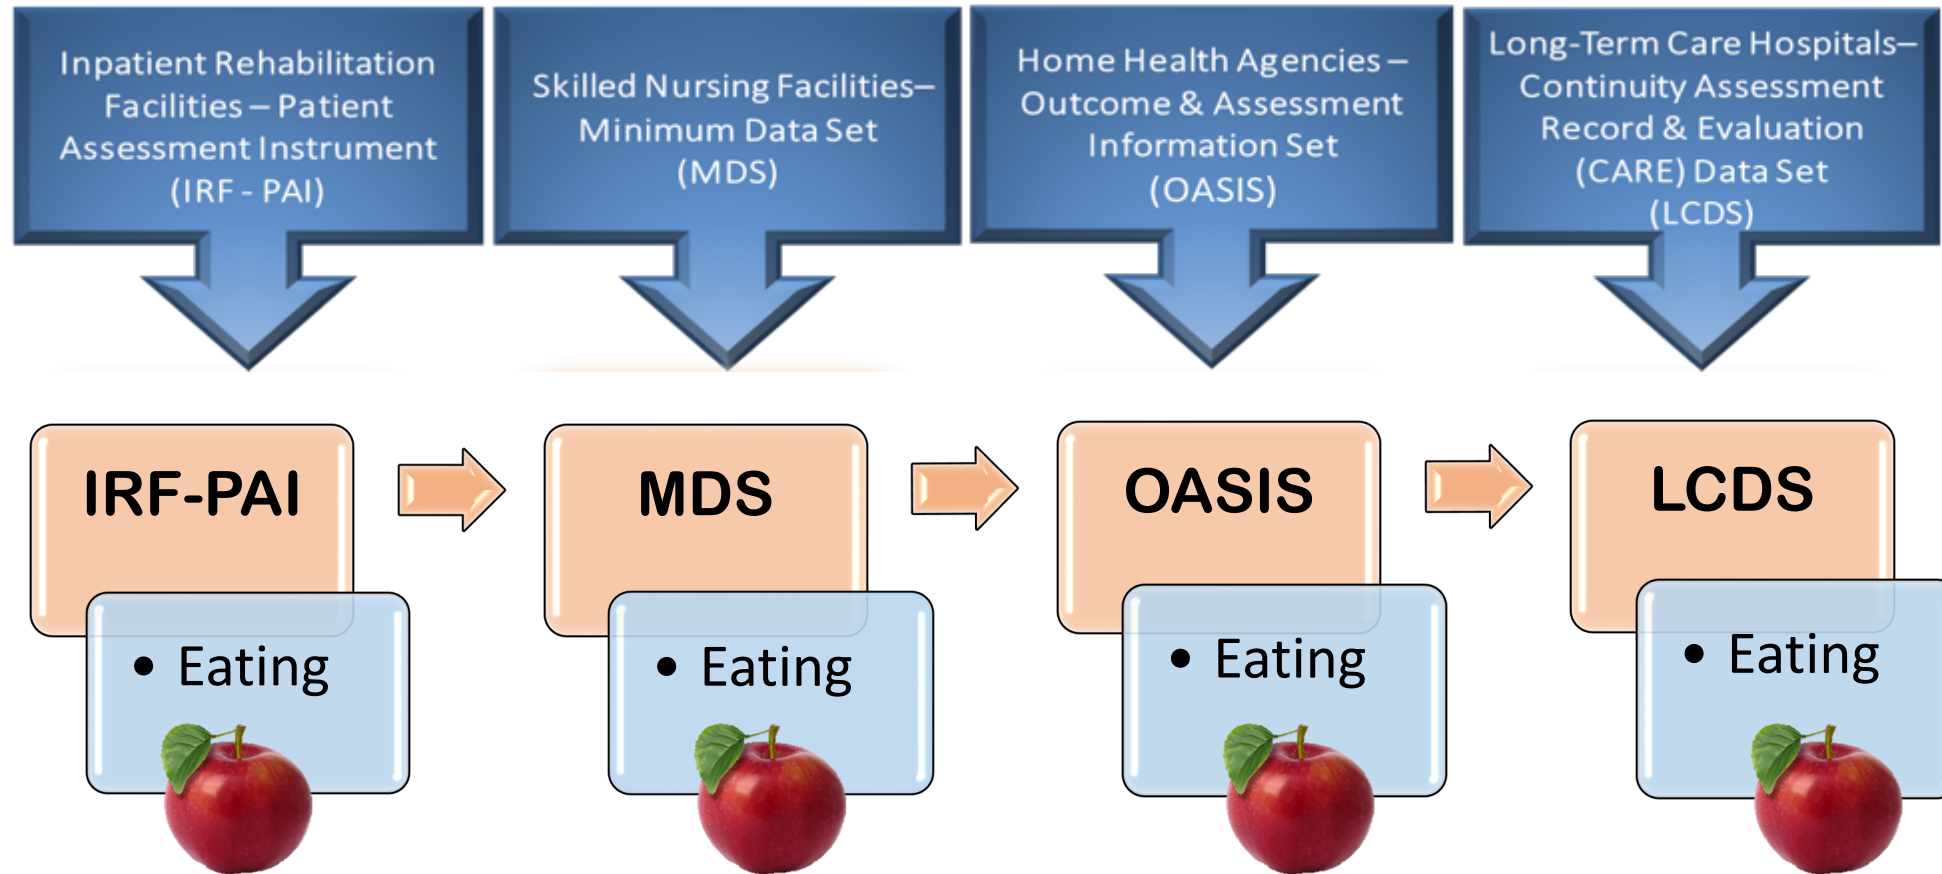 Inpatient Rehabilitation
Facilities – Patient
Assessment Instrument
(IRF - PAI)
Skilled Nursing Facilities–
Minimum Data Set
(MDS)
Home Health Agencies –
Outcome & Assessment
Information Set
(OASIS)
Long-Term Care Hospitals–
Continuity Assessment
Record & Evaluation
(CARE) Data Set
(LCDS)
IRF-PAI
MDS
OASIS
LCDS
• Eating
• Eating
• Eating
• Eating